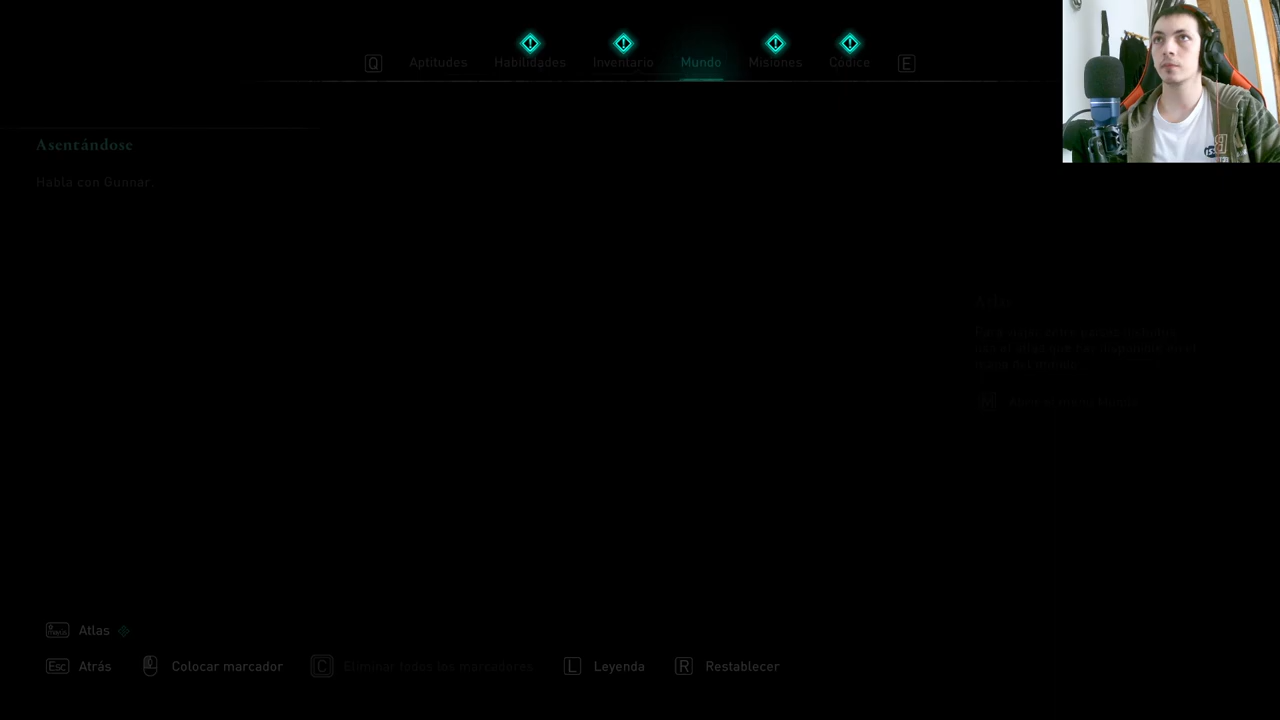 Q Aptitudes Habilidades Inventario Mundo Misiones Códice E
Asentándose
Habla con Gunnar.
Atlas
Atlas
Esc Atrás Colocar marcador C Eliminar todos los marcadores L Leyenda R Restablecer